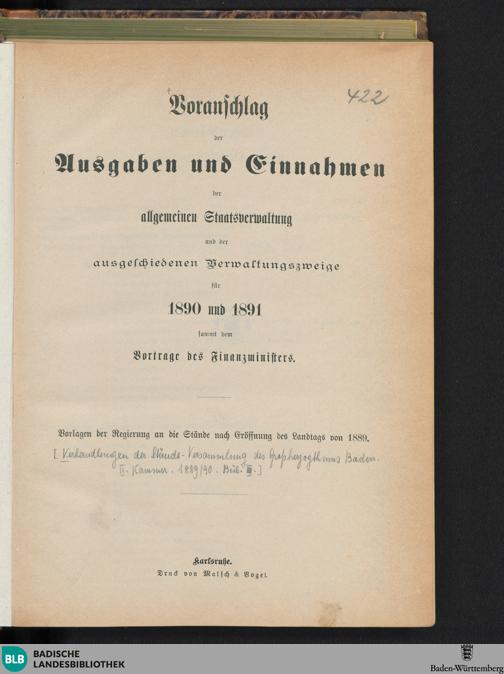 Voranschlag
422
der
Ausgaben und Einnahmen
der
allgemeinen Staatsverwaltung
und der
ausgeschiedenen Verwaltungszweige
für
1890 und 1891
sammt dem
Vortrage des Finanzministers.
Vorlagen der Regierung an die Stände nach Eröffnung des Landtags von 1889.
[Verhandlungen der Stände-Versammlung des Großherzogthums Baden.
II. Kammer. 1889/90. Beil. .]
Karlsruhe.
Druck von Malsch & Vogel.
BLB BADISCHE
LANDESBIBLIOTHEK
Baden-Württemberg